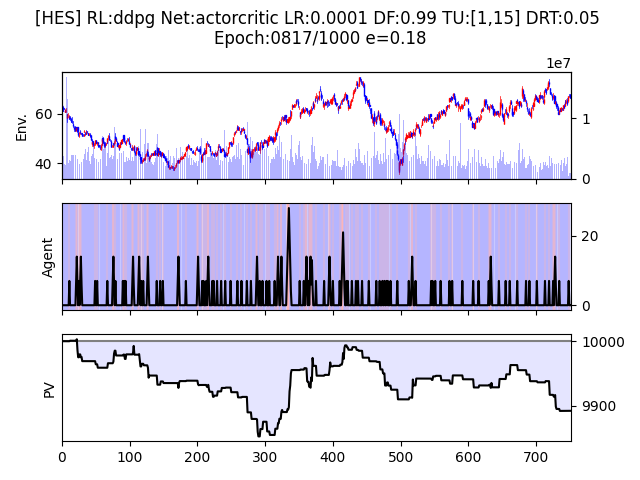 [HES] RL:ddpg Net:actorcritic LR:0.0001 DF:0.99 TU:[1,15] DRT:0.05
Epoch:0817/1000 e=0.18
1e7
60
40
Env.
1
0
Agent
20
0
PV
10000
9900
0 100 200 300 400 500 600 700